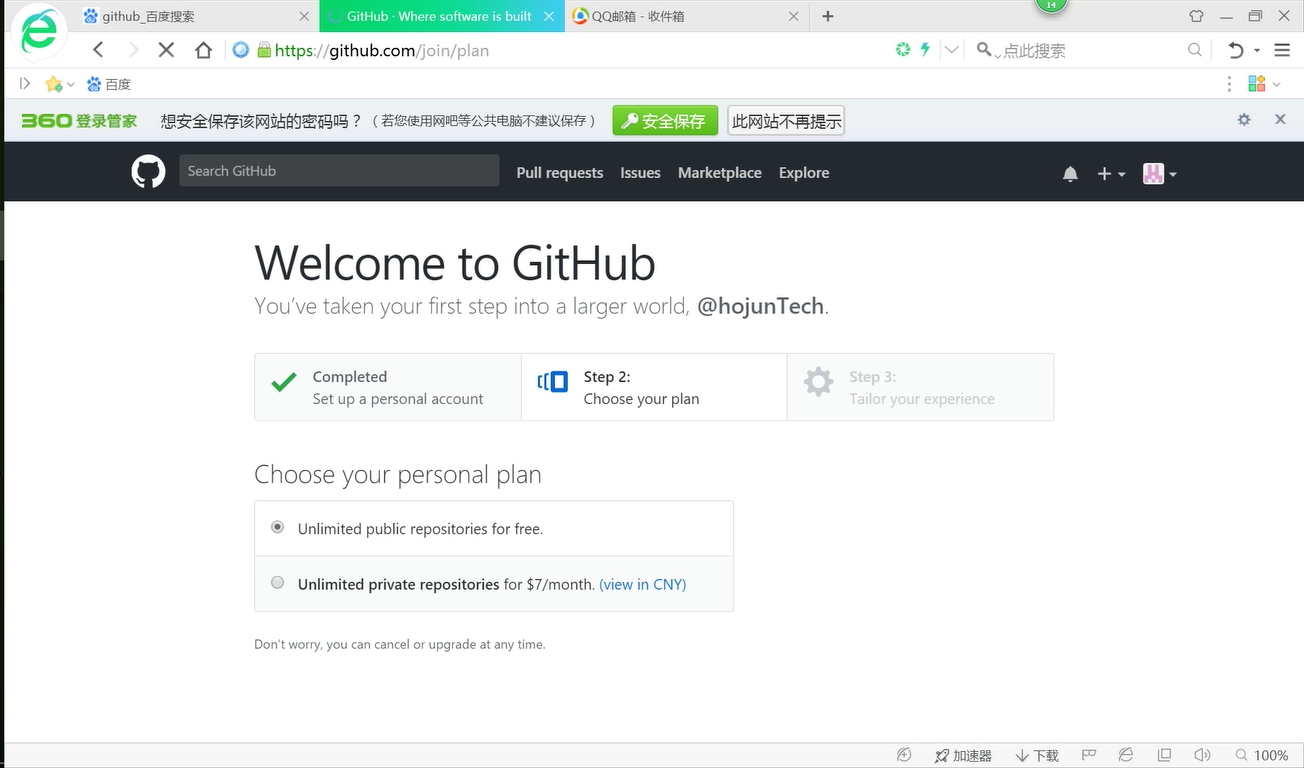 github_百度搜索
GitHub · Where software is built
QQ邮箱 - 收件箱
14
https://github.com/join/plan
点此搜索
百度
360 登录管家
想安全保存该网站的密码吗？（若您使用网吧等公共电脑不建议保存）
安全保存
此网站不再提示
Search GitHub
Pull requests
Issues
Marketplace
Explore
Welcome to GitHub
You’ve taken your first step into a larger world, @hojunTech.
Completed
Set up a personal account
Step 2:
Choose your plan
Step 3:
Tailor your experience
Choose your personal plan
Unlimited public repositories for free.
Unlimited private repositories for $7/month. (view in CNY)
Don’t worry, you can cancel or upgrade at any time.
加速器
下载
100%